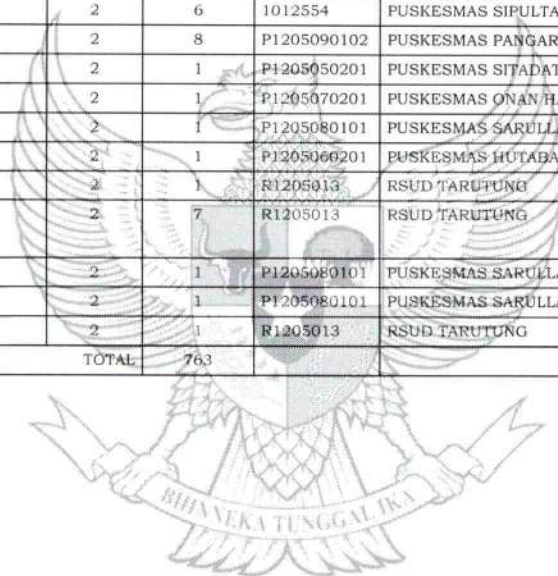 2 6 1012554 PUSKESMAS SIPULTA
2 8 P1205090102 PUSKESMAS PANGAR
2 1 P1205050201 PUSKESMAS SITADAT
2 1 P1205070201 PUSKESMAS ONAN HA
2 1 P1205080101 PUSKESMAS SARULL
2 1 P1205060201 PUSKESMAS HUTABA
2 1 R1205013 RSUD TARUTUNG
2 7 R1205013 RSUD TARUTUNG
2 1 P1205080101 PUSKESMAS SARULLA
2 1 P1205080101 PUSKESMAS SARULLA
2 1 R1205013 RSUD TARUTUNG
TOTAL 763
BHINNEKA TUNGGAL IKA